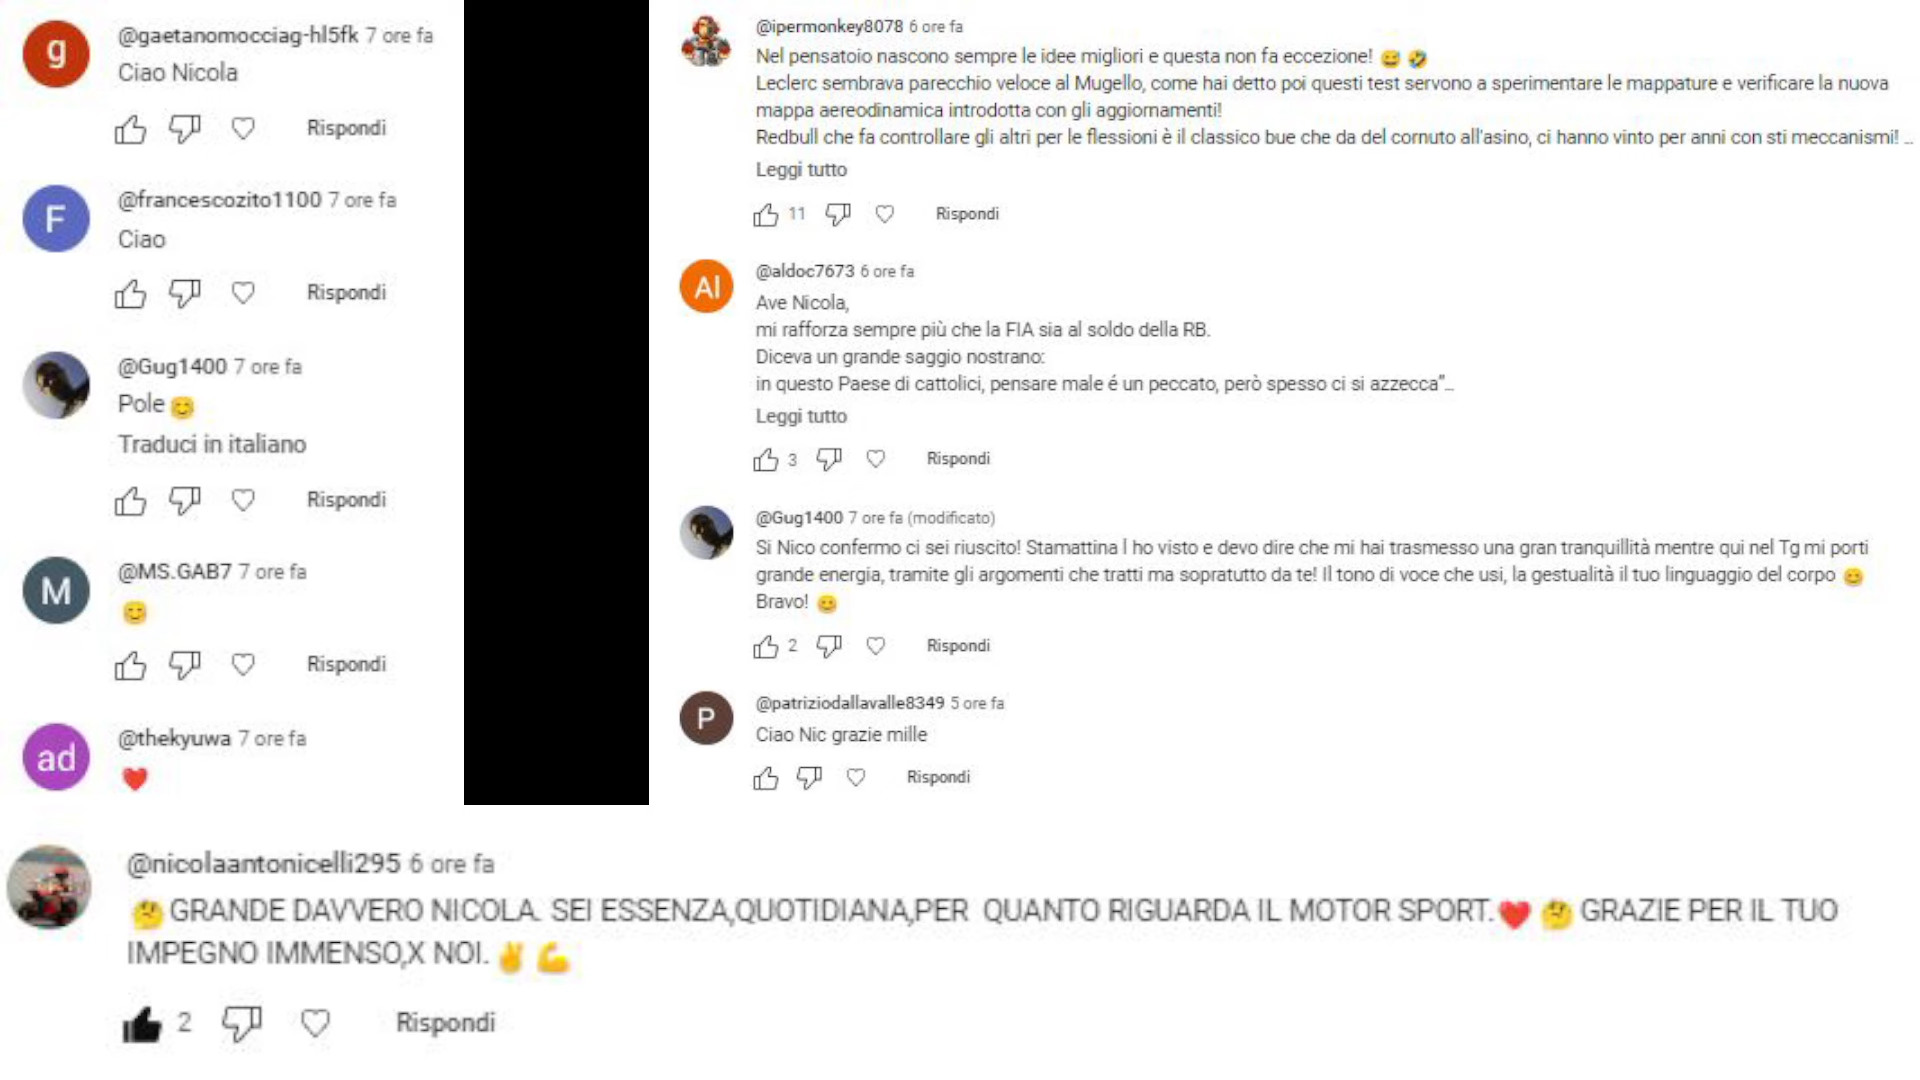 g
@gaetanomocciag-hl5fk 7 ore fa
Ciao Nicola
Rispondi
F
@francescozito1100 7 ore fa
Ciao
Rispondi
@Gug1400 7 ore fa
Pole 😊
Traduci in italiano
Rispondi
M
@MS.GAB7 7 ore fa
😊
Rispondi
ad
@thekyuwa 7 ore fa
❤️
@ipermonkey8078 6 ore fa
Nel pensatoio nascono sempre le idee migliori e questa non fa eccezione! 😅 🤣
Leclerc sembrava parecchio veloce al Mugello, come hai detto poi questi test servono a sperimentare le mappature e verificare la nuova
mappa aereodinamica introdotta con gli aggiornamenti!
Redbull che fa controllare gli altri per le flessioni è il classico bue che da del cornuto all'asino, ci hanno vinto per anni con sti meccanismi! ...
Leggi tutto
11 Rispondi
Al
@aldoc7673 6 ore fa
Ave Nicola,
mi rafforza sempre più che la FIA sia al soldo della RB.
Diceva un grande saggio nostrano:
in questo Paese di cattolici, pensare male é un peccato, però spesso ci si azzecca”...
Leggi tutto
3 Rispondi
@Gug1400 7 ore fa (modificato)
Si Nico confermo ci sei riuscito! Stamattina l ho visto e devo dire che mi hai trasmesso una gran tranquillità mentre qui nel Tg mi porti
grande energia, tramite gli argomenti che tratti ma sopratutto da te! Il tono di voce che usi, la gestualità il tuo linguaggio del corpo 😊
Bravo! 😊
2 Rispondi
P
@patriziodallavalle8349 5 ore fa
Ciao Nic grazie mille
Rispondi
@nicolaantonicelli295 6 ore fa
🤔 GRANDE DAVVERO NICOLA. SEI ESSENZA,QUOTIDIANA,PER QUANTO RIGUARDA IL MOTOR SPORT.❤️ 🤔 GRAZIE PER IL TUO
IMPEGNO IMMENSO,X NOI. ✌️ 💪
2 Rispondi